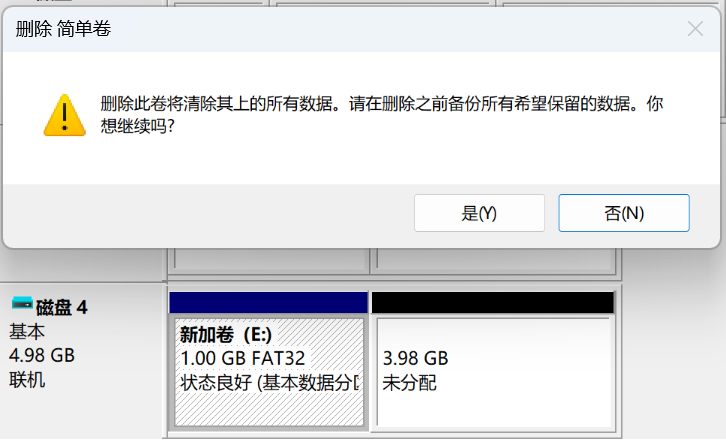 删除 简单卷
删除此卷将清除其上的所有数据。请在删除之前备份所有希望保留的数据。你
想继续吗?
是(Y)
否(N)
磁盘 4
基本
4.98 GB
联机
新加卷 (E:)
1.00 GB FAT32
状态良好 (基本数据分区
3.98 GB
未分配